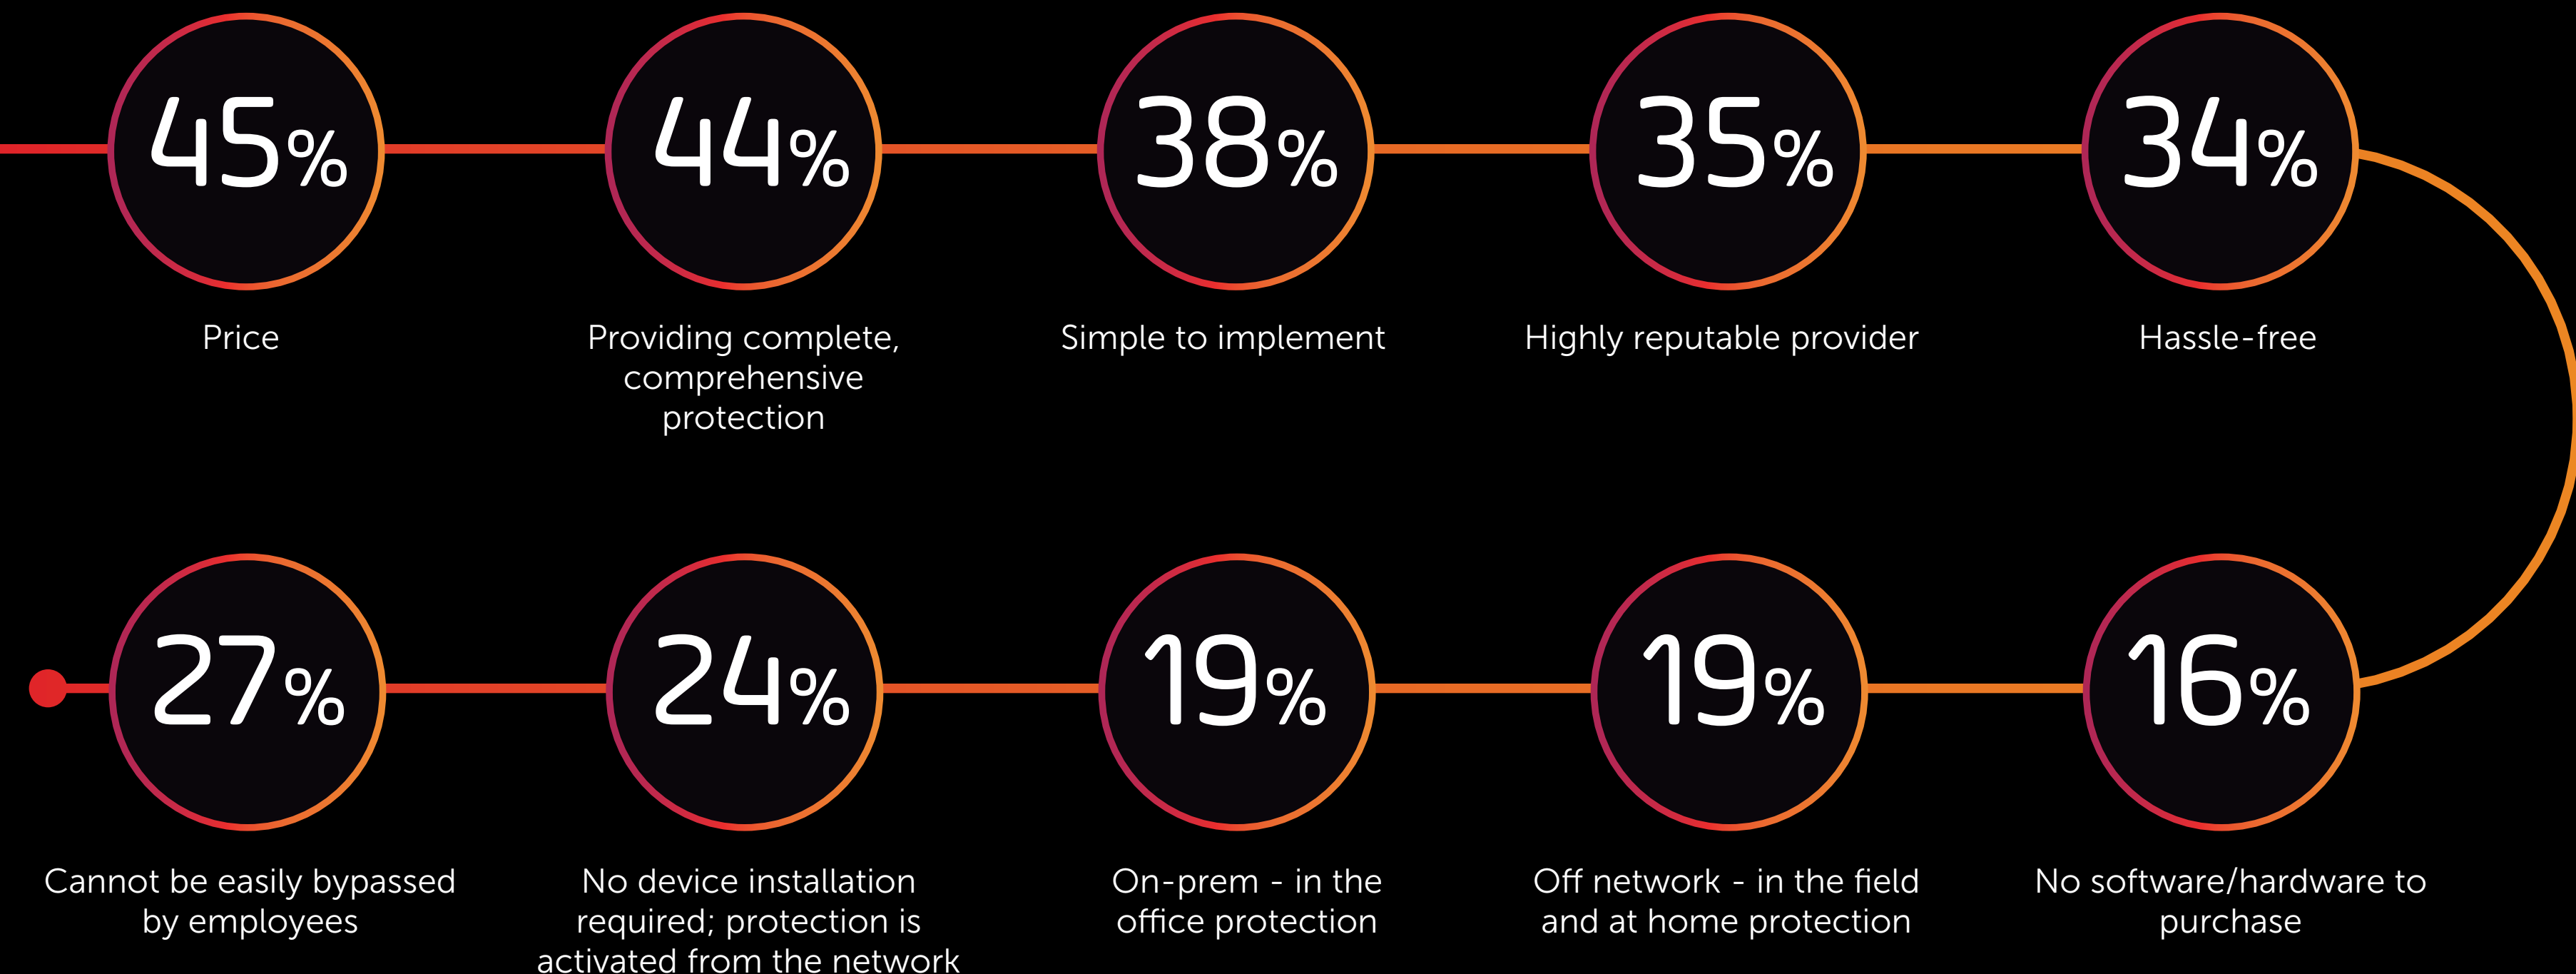 45%
Price
44%
Providing complete,
comprehensive
protection
38%
Simple to implement
35%
Highly reputable provider
34%
Hassle-free
27%
Cannot be easily bypassed
by employees
24%
No device installation
required; protection is
activated from the network
19%
On-prem - in the
office protection
19%
Off network - in the field
and at home protection
16%
No software/hardware to
purchase